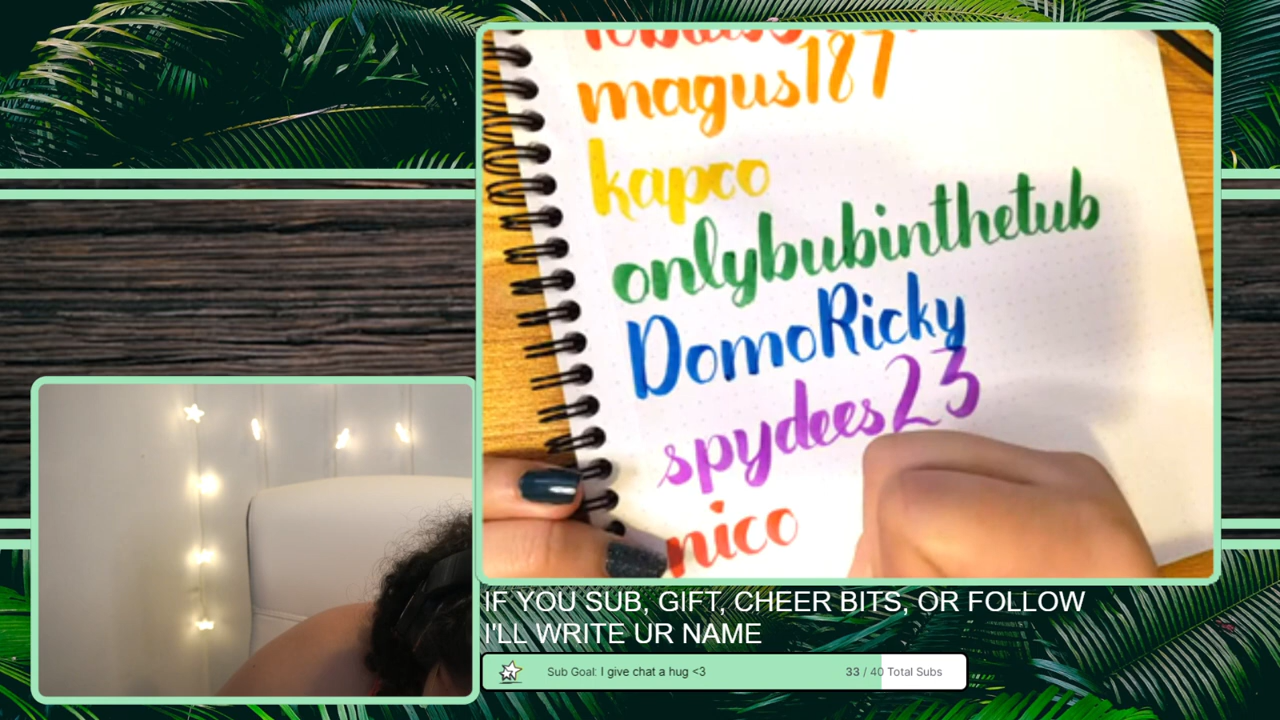 magus187
kapco
onlybubinthetub
DomoRicky
spydees23
nico
IF YOU SUB, GIFT, CHEER BITS, OR FOLLOW
I'LL WRITE UR NAME
Sub Goal: I give chat a hug <3 33 / 40 Total Subs